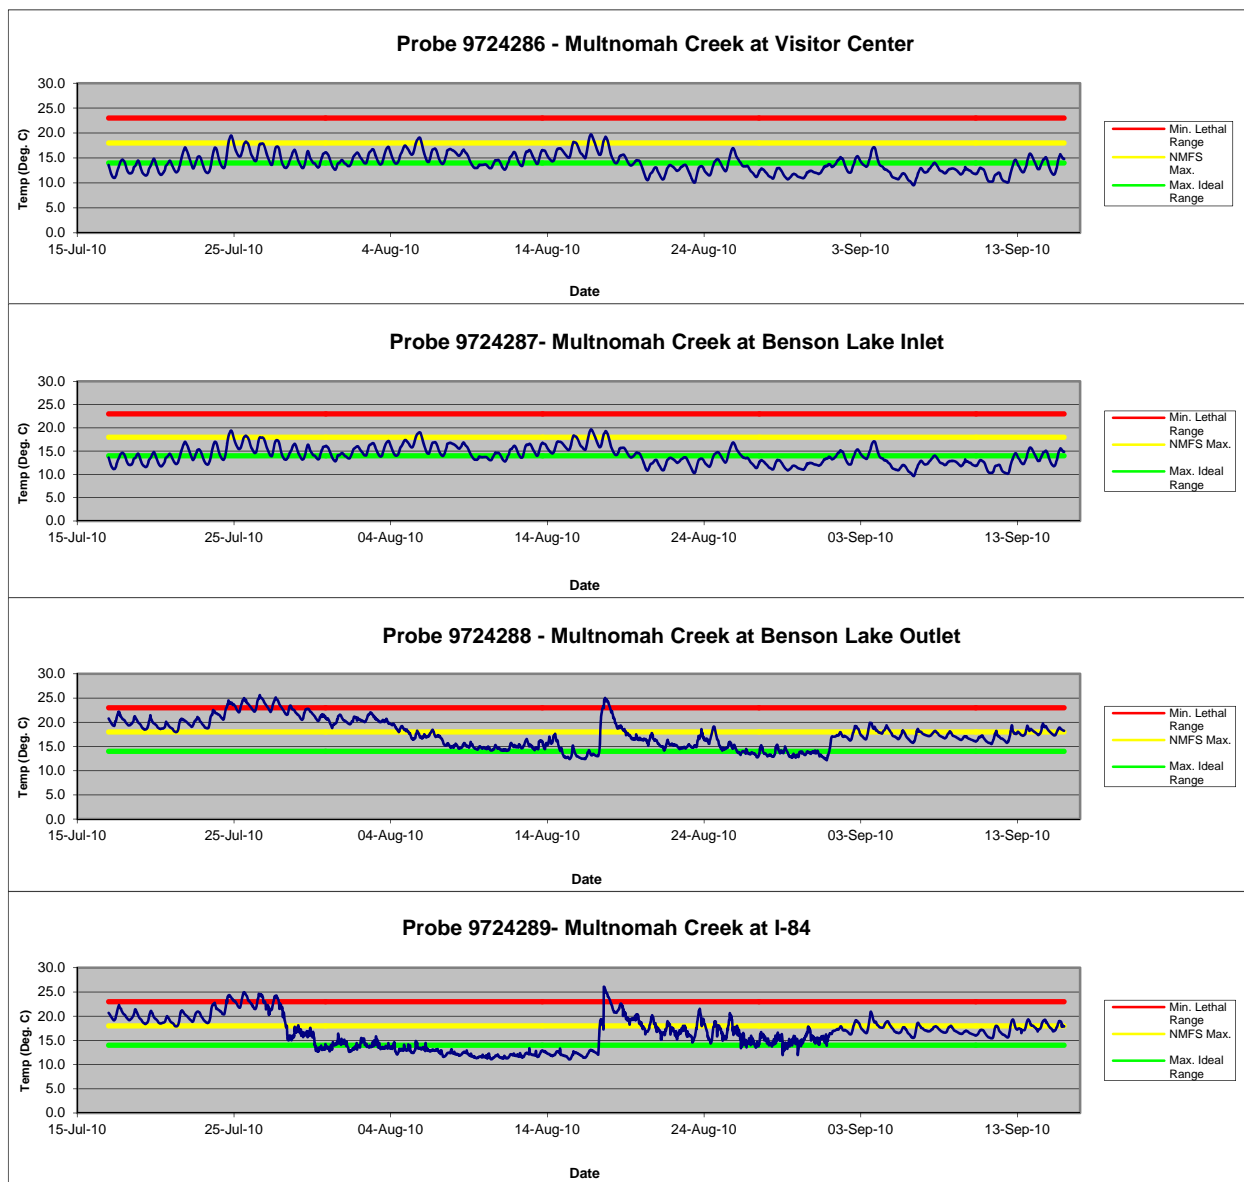 Probe 9724286 - Multnomah Creek at Visitor Center
Temp (Deg. C)
30.0
25.0
20.0
15.0
10.0
5.0
0.0
15-Jul-10 25-Jul-10 4-Aug-10 14-Aug-10 24-Aug-10 3-Sep-10 13-Sep-10
Date
Min. Lethal
Range
NMFS
Max.
Max. Ideal
Range
Probe 9724287- Multnomah Creek at Benson Lake Inlet
Temp (Deg. C)
30.0
25.0
20.0
15.0
10.0
5.0
0.0
15-Jul-10 25-Jul-10 04-Aug-10 14-Aug-10 24-Aug-10 03-Sep-10 13-Sep-10
Date
Min. Lethal
Range
NMFS Max.
Max. Ideal
Range
Probe 9724288 - Multnomah Creek at Benson Lake Outlet
Temp (Deg. C)
30.0
25.0
20.0
15.0
10.0
5.0
0.0
15-Jul-10 25-Jul-10 04-Aug-10 14-Aug-10 24-Aug-10 03-Sep-10 13-Sep-10
Date
Min. Lethal
Range
NMFS Max.
Max. Ideal
Range
Probe 9724289- Multnomah Creek at I-84
Temp (Deg. C)
30.0
25.0
20.0
15.0
10.0
5.0
0.0
15-Jul-10 25-Jul-10 04-Aug-10 14-Aug-10 24-Aug-10 03-Sep-10 13-Sep-10
Date
Min. Lethal
Range
NMFS Max.
Max. Ideal
Range